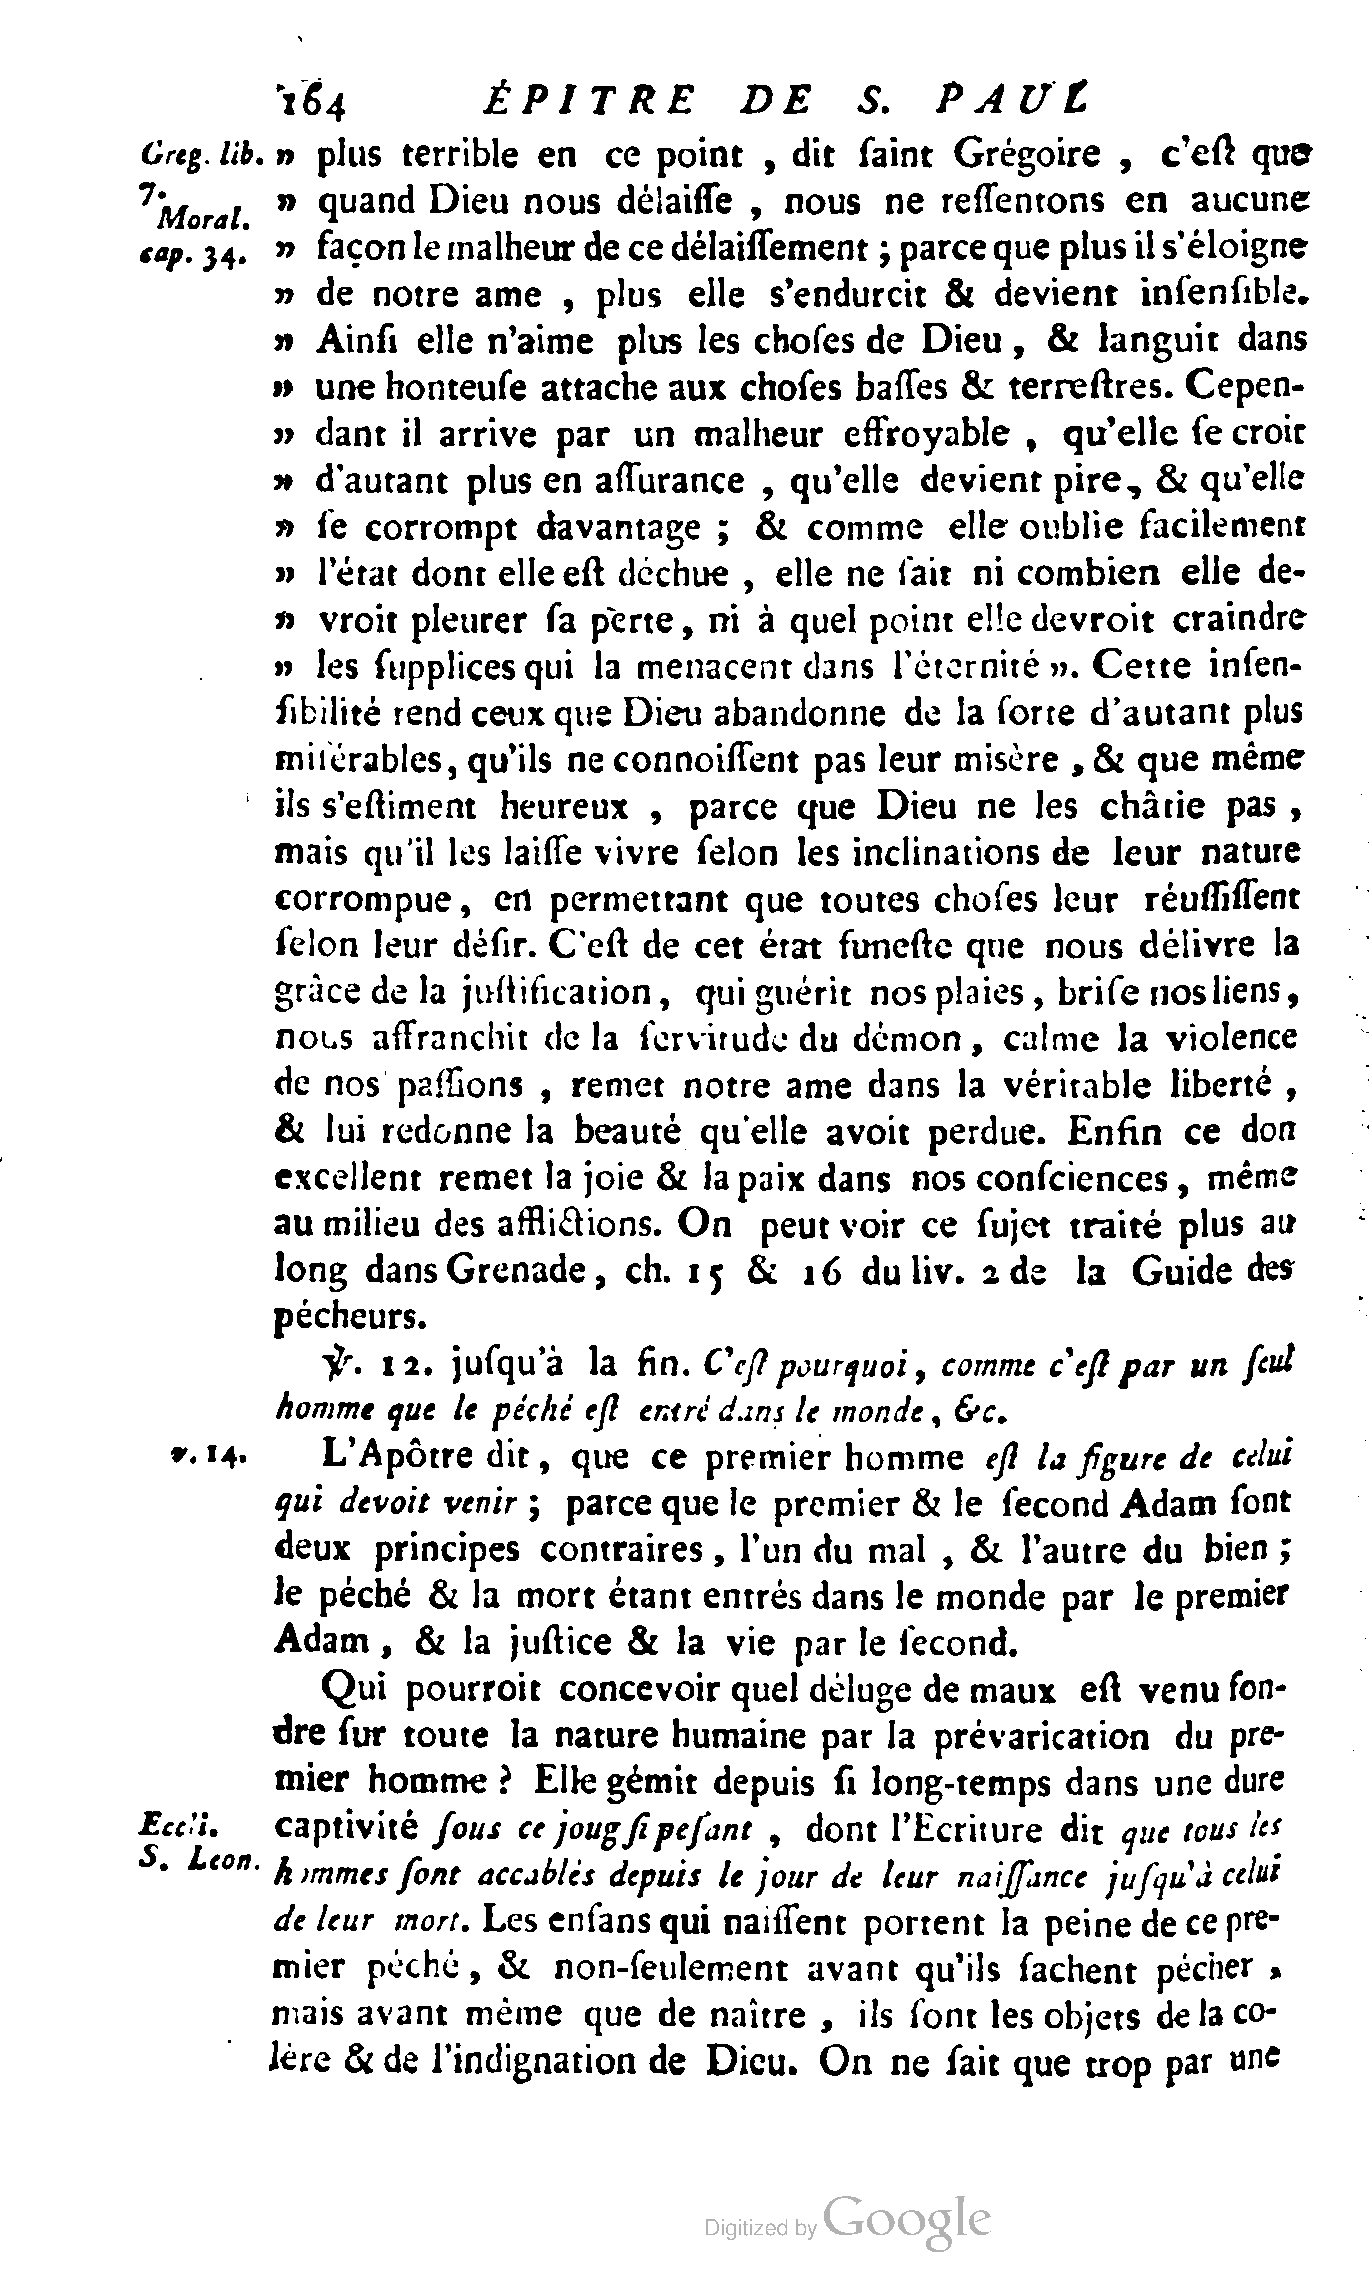 164 ÉPITRE DE S. PAUL
Greg. lib. » plus terrible en ce point , dit ſaint Grégoire , c'eſt que
7. Moral. » quand Dieu nous délaiſſe , nous ne reſſentons en aucune
cap. 34. » façon le malheur de ce délaiſſement ; parce que plus il s'éloigne
» de notre ame , plus elle s'endurcit & devient inſenſible.
» Ainſi elle n'aime plus les choſes de Dieu , & languit dans
» une honteuſe attache aux choſes baſſes & terreſtres. Cepen-
» dant il arrive par un malheur effroyable , qu'elle ſe croit
» d'autant plus en aſſurance , qu'elle devient pire, & qu'elle
» ſe corrompt davantage ; & comme elle oublie facilement
» l'état dont elle eſt déchue , elle ne ſait ni combien elle de-
» vroit pleurer ſa perte, ni à quel point elle devroit craindre
» les ſupplices qui la menacent dans l'éternité ». Cette inſen-
ſibilité rend ceux que Dieu abandonne de la ſorte d'autant plus
miſérables, qu'ils ne connoiſſent pas leur misère , & que même
ils s'eſtiment heureux , parce que Dieu ne les châtie pas ,
mais qu'il les laiſſe vivre ſelon les inclinations de leur nature
corrompue, en permettant que toutes choſes leur réuſſiſſent
ſelon leur déſir. C'eſt de cet état funeſte que nous délivre la
grâce de la juſtification, qui guérit nos plaies, briſe nos liens,
nous affranchit de la ſervitude du démon, calme la violence
de nos paſſions , remet notre ame dans la véritable liberté ,
& lui redonne la beauté qu'elle avoit perdue. Enfin ce don
excellent remet la joie & la paix dans nos conſciences, même
au milieu des afflictions. On peut voir ce ſujet traité plus au
long dans Grenade, ch. 15 & 16 du liv. 2 de la Guide des
pécheurs.
℣. 12. juſqu'à la fin. C'eſt pourquoi, comme c'eſt par un ſeul
homme que le péché eſt entré dans le monde, &c.
v. 14. L'Apôtre dit, que ce premier homme eſt la figure de celui
qui devoit venir ; parce que le premier & le ſecond Adam ſont
deux principes contraires, l'un du mal , & l'autre du bien ;
le péché & la mort étant entrés dans le monde par le premier
Adam , & la juſtice & la vie par le ſecond.
Qui pourroit concevoir quel déluge de maux eſt venu fon-
dre ſur toute la nature humaine par la prévarication du pre-
mier homme ? Elle gémit depuis ſi long-temps dans une dure
Eccli. captivité ſous ce joug ſi peſant , dont l'Ecriture dit que tous les
S. Leon. hommes ſont accablés depuis le jour de leur naiſſance juſqu'à celui
de leur mort. Les enfans qui naiſſent portent la peine de ce pre-
mier péché, & non-ſeulement avant qu'ils ſachent pécher ,
mais avant même que de naître , ils ſont les objets de la co-
lère & de l'indignation de Dieu. On ne ſait que trop par une
Digitized by Google